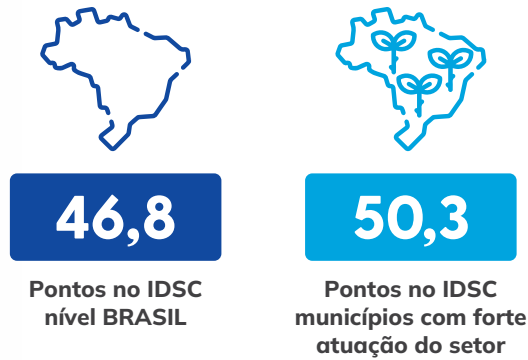 46,8
Pontos no IDSC
nível BRASIL
50,3
Pontos no IDSC
municípios com forte
atuação do setor